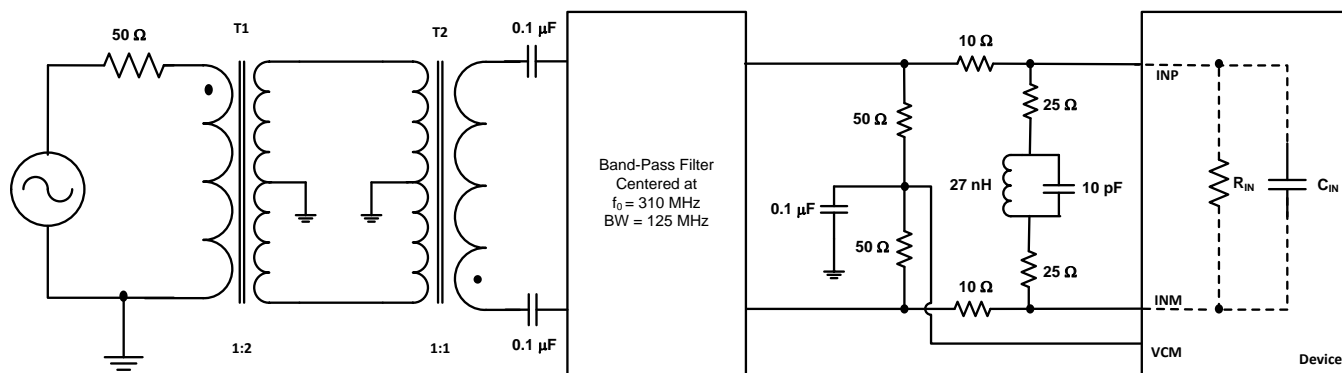 50 Ω
T1
T2
0.1 µF
10 Ω
INP
50 Ω
25 Ω
Band-Pass Filter
Centered at
f0 = 310 MHz
BW = 125 MHz
27 nH
10 pF
RIN
CIN
0.1 µF
50 Ω
25 Ω
10 Ω
INM
1:2
1:1
0.1 µF
VCM
Device